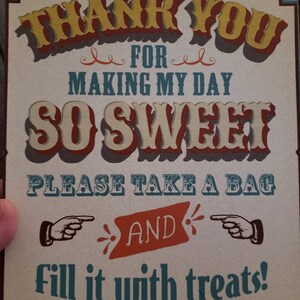 THANK YOU
FOR
MAKING MY DAY
SO SWEET
PLEASE TAKE A BAG
AND
fill it with treats!